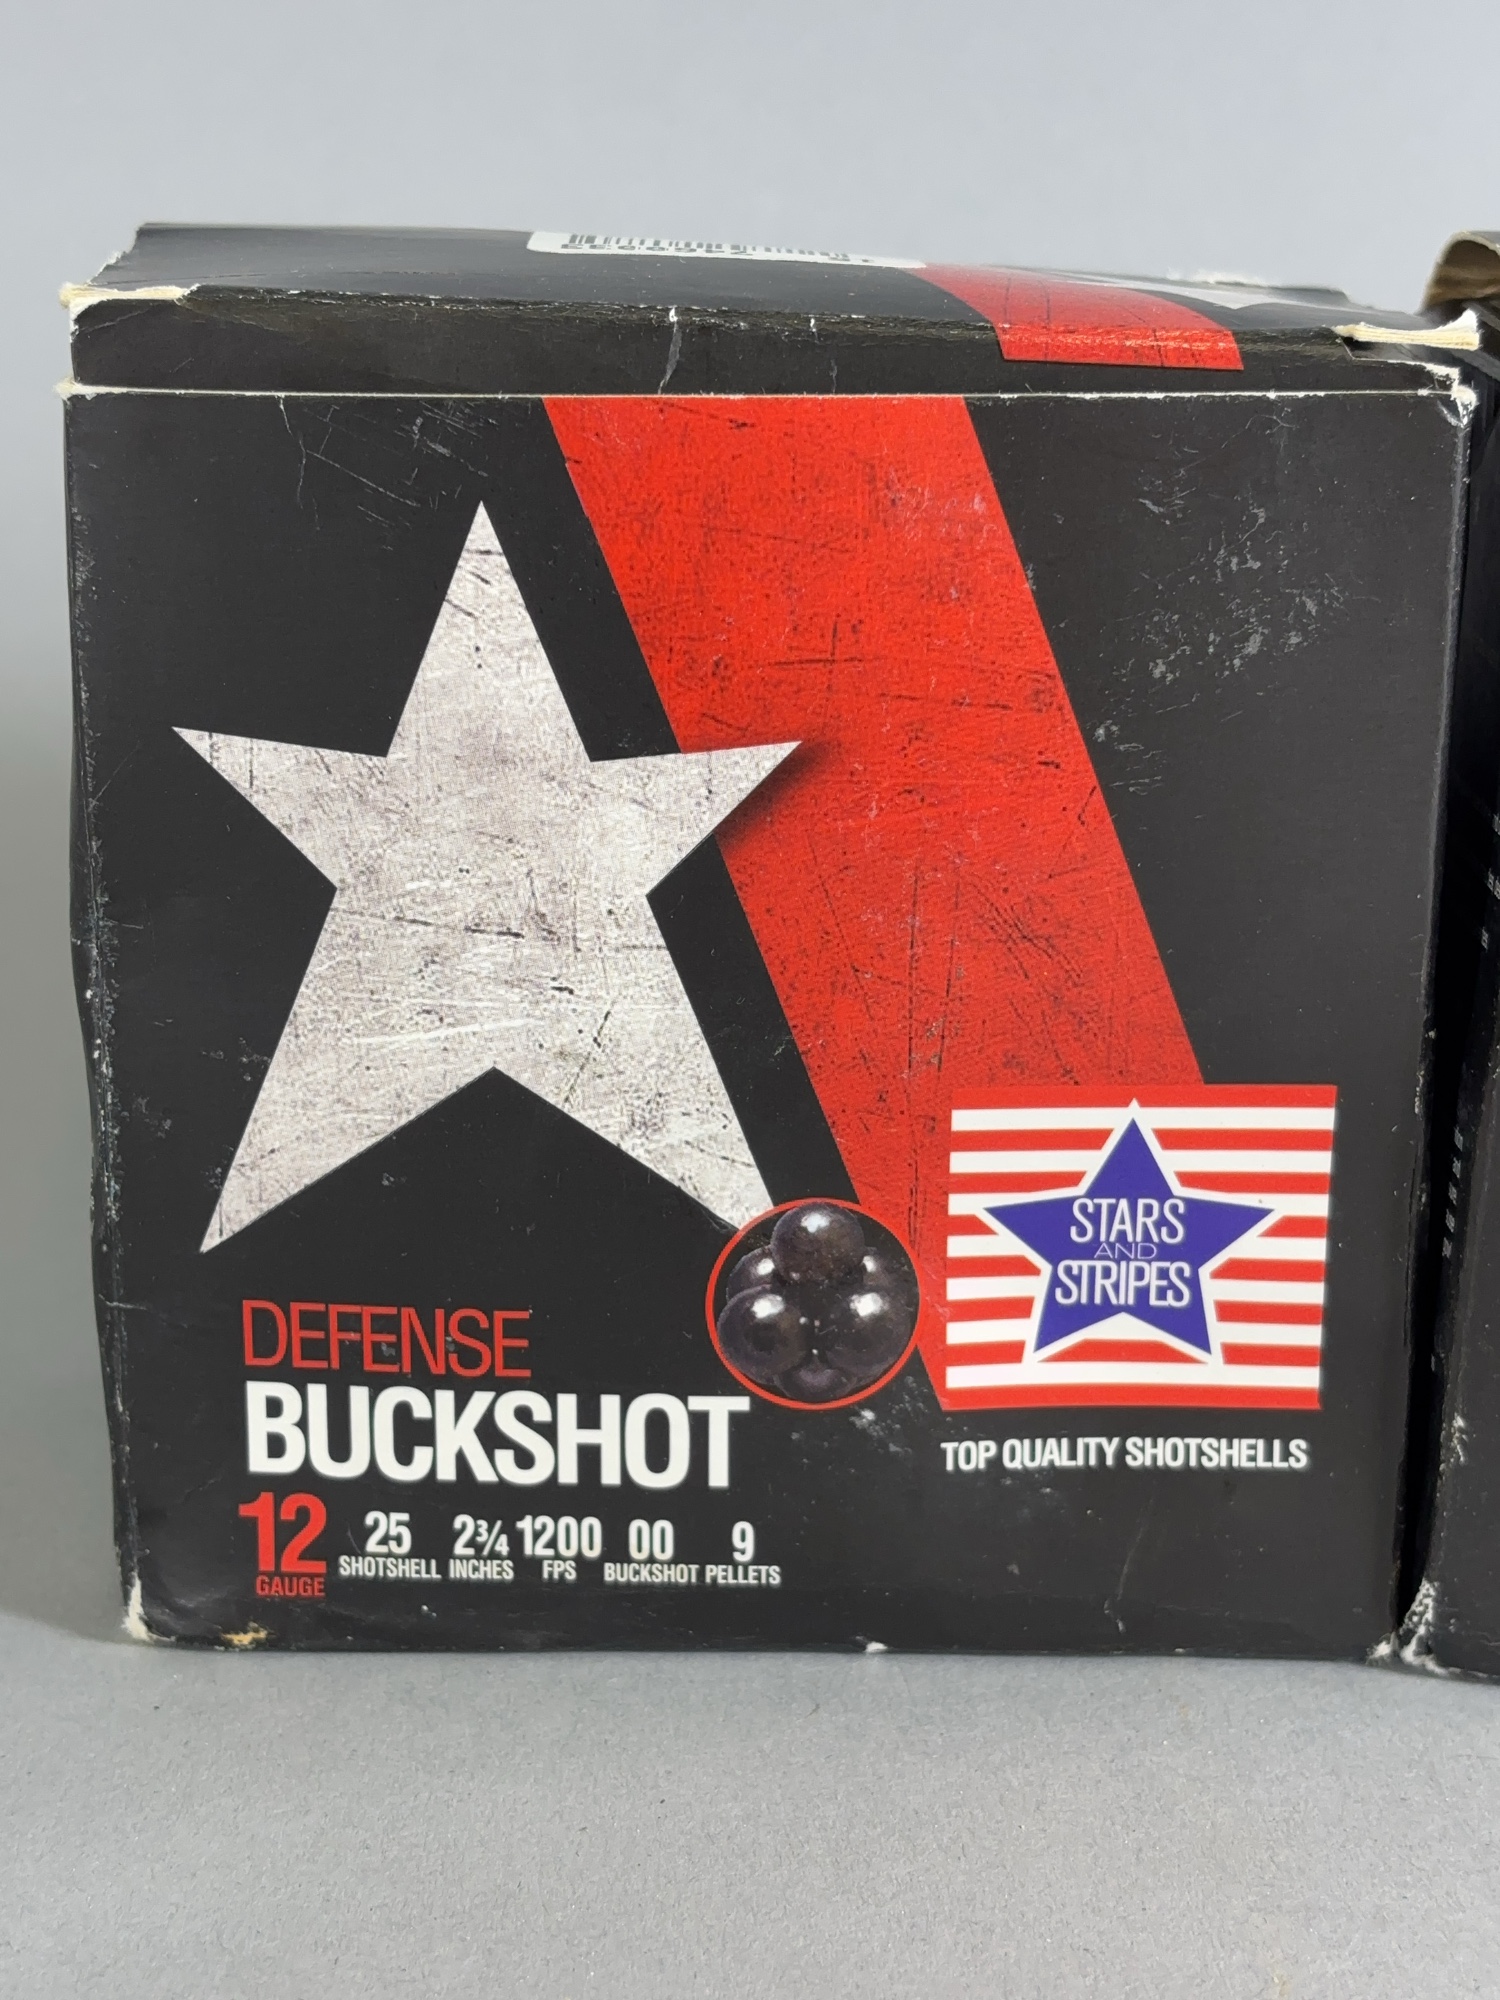 DEFENSE
BUCKSHOT
12 GAUGE
25 SHOTSHELL
2¾ INCHES
1200 FPS
00 BUCKSHOT
9 PELLETS
STARS
AND
STRIPES
TOP QUALITY SHOTSHELLS